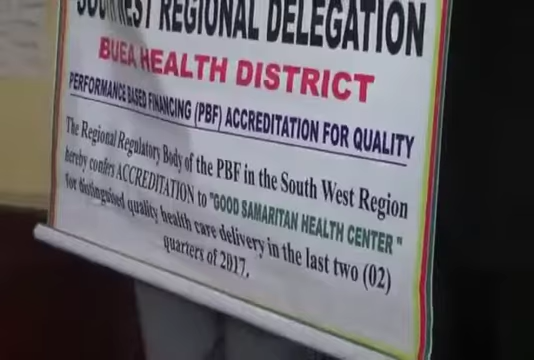 SOUTH WEST REGIONAL DELEGATION
BUEA HEALTH DISTRICT
PERFORMANCE BASED FINANCING (PBF) ACCREDITATION FOR QUALITY
The Regional Regulatory Body of the PBF in the South West Region
hereby confers ACCREDITATION to "GOOD SAMARITAN HEALTH CENTER"
for distinguished quality health care delivery in the last two (02)
quarters of 2017.